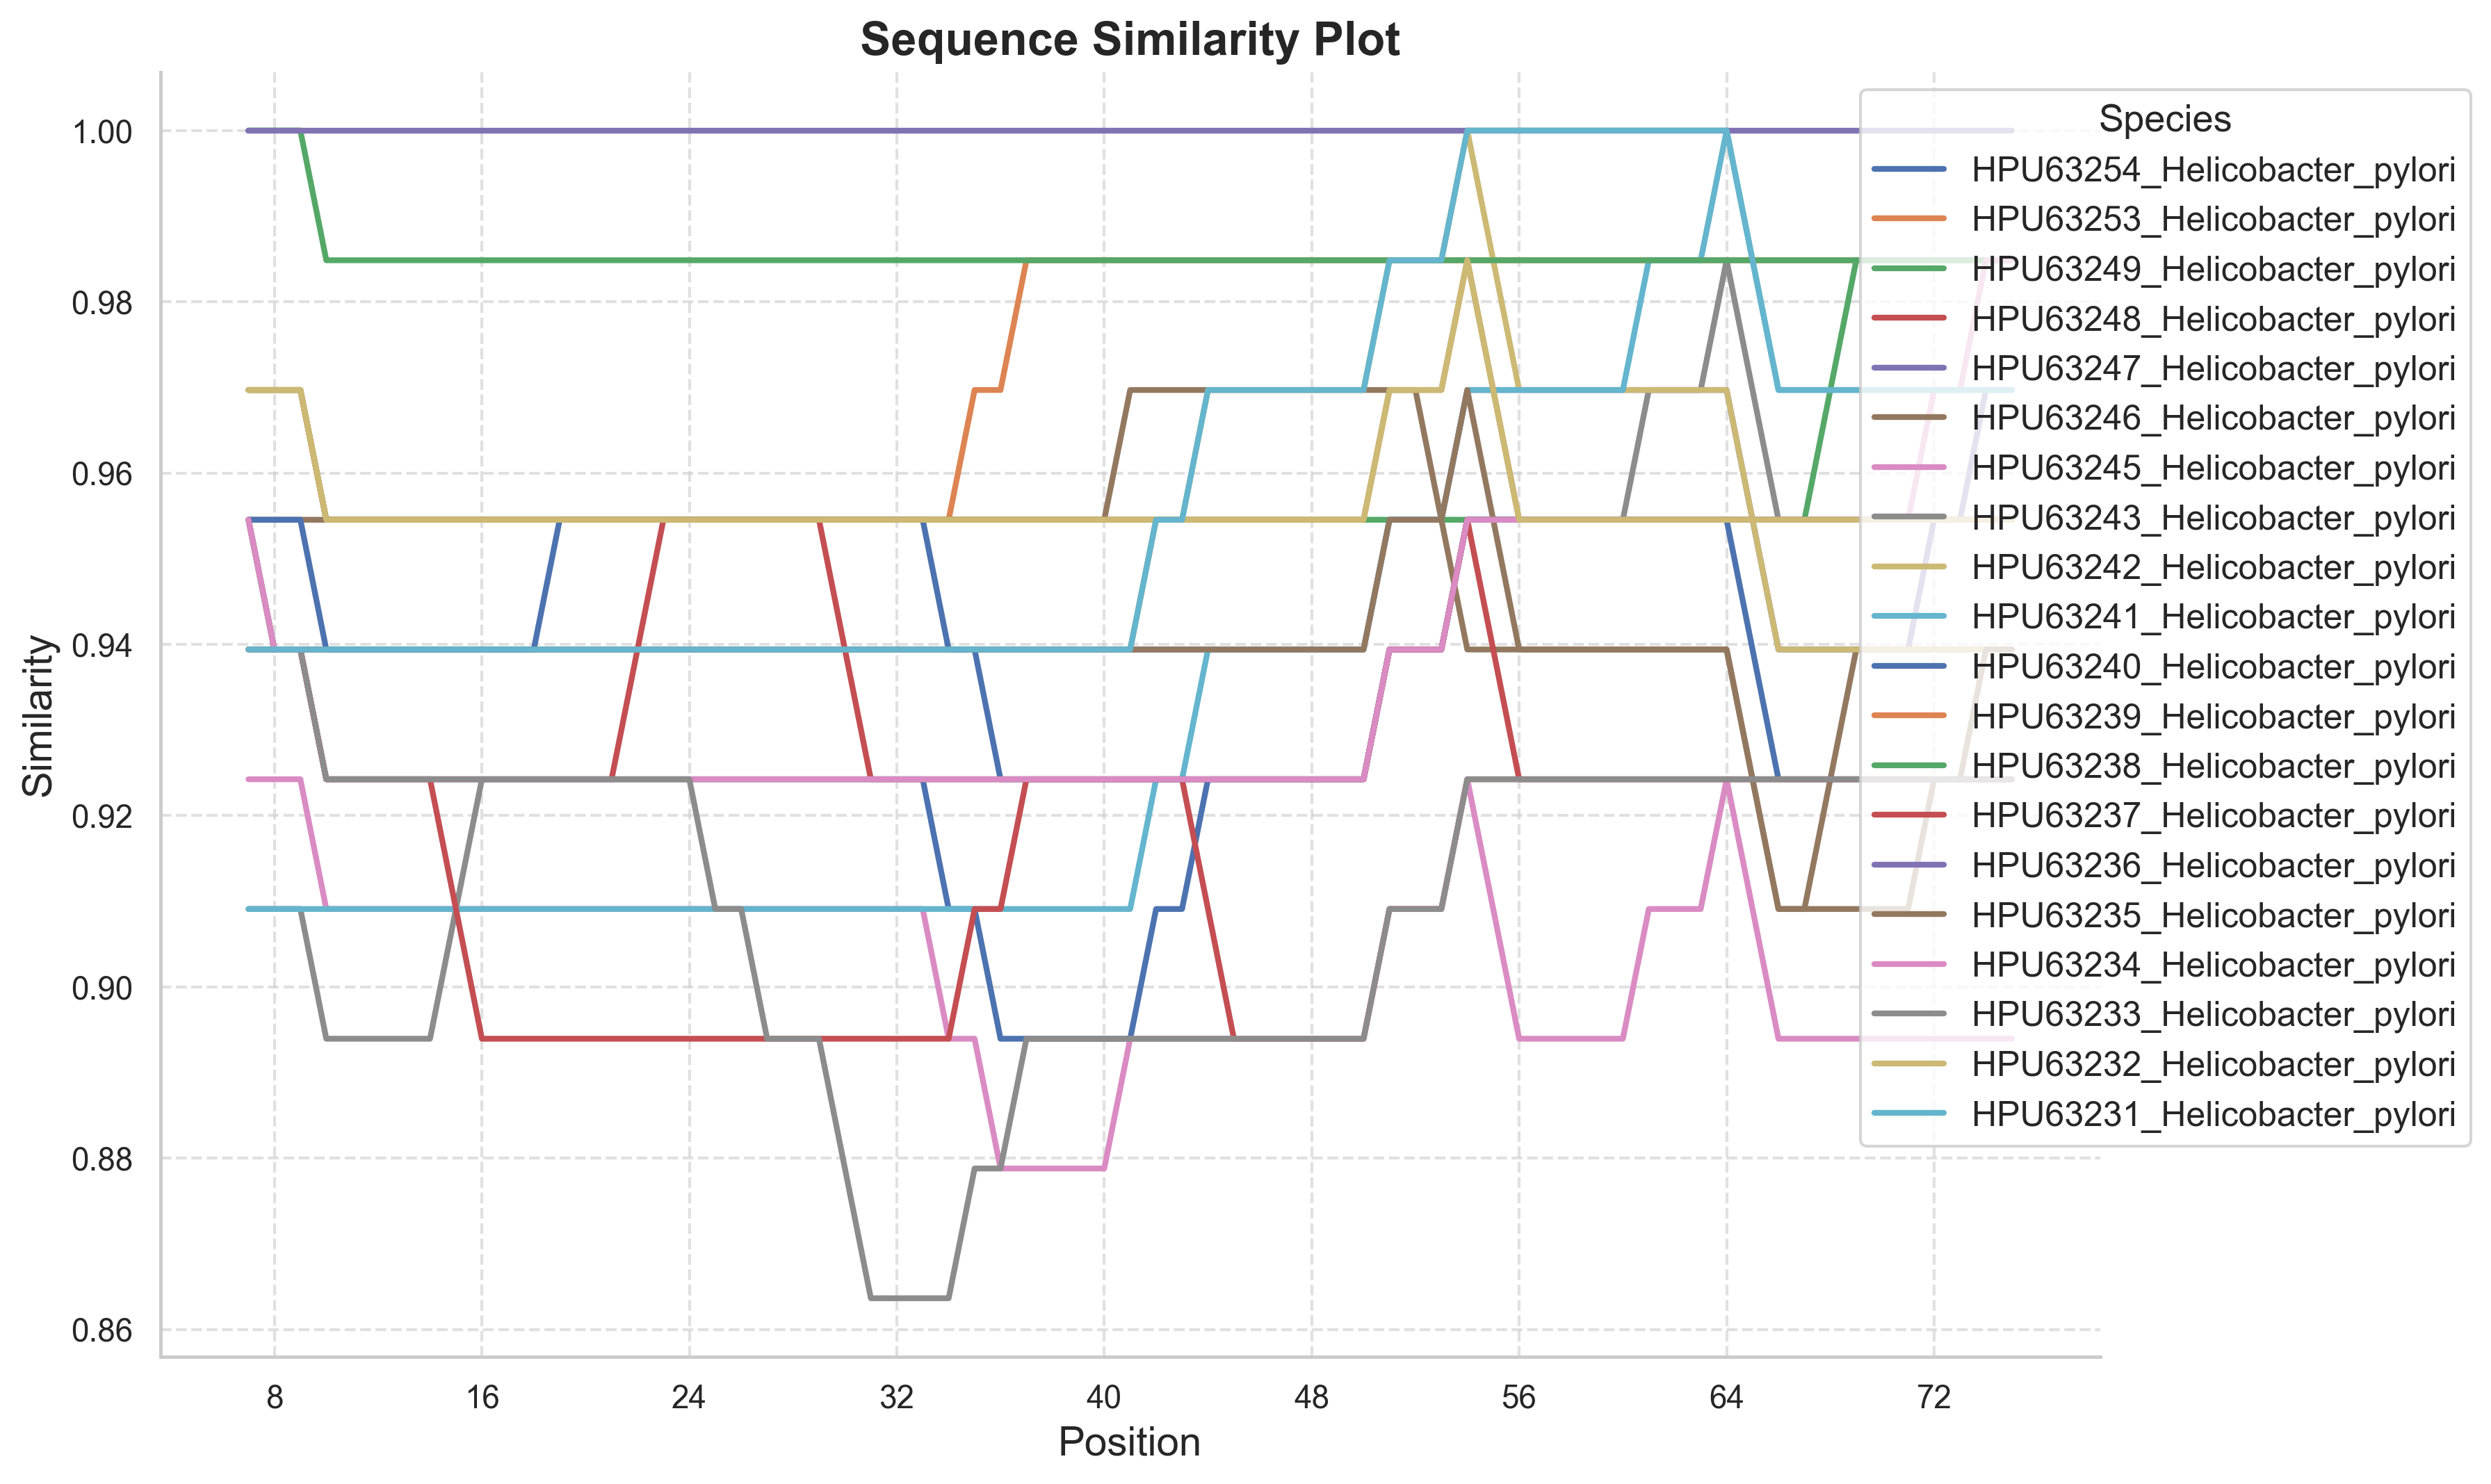 Sequence Similarity Plot
Similarity
1.00
0.98
0.96
0.94
0.92
0.90
0.88
0.86
8 16 24 32 40 48 56 64 72
Position
Species
HPU63254_Helicobacter_pylori
HPU63253_Helicobacter_pylori
HPU63249_Helicobacter_pylori
HPU63248_Helicobacter_pylori
HPU63247_Helicobacter_pylori
HPU63246_Helicobacter_pylori
HPU63245_Helicobacter_pylori
HPU63243_Helicobacter_pylori
HPU63242_Helicobacter_pylori
HPU63241_Helicobacter_pylori
HPU63240_Helicobacter_pylori
HPU63239_Helicobacter_pylori
HPU63238_Helicobacter_pylori
HPU63237_Helicobacter_pylori
HPU63236_Helicobacter_pylori
HPU63235_Helicobacter_pylori
HPU63234_Helicobacter_pylori
HPU63233_Helicobacter_pylori
HPU63232_Helicobacter_pylori
HPU63231_Helicobacter_pylori